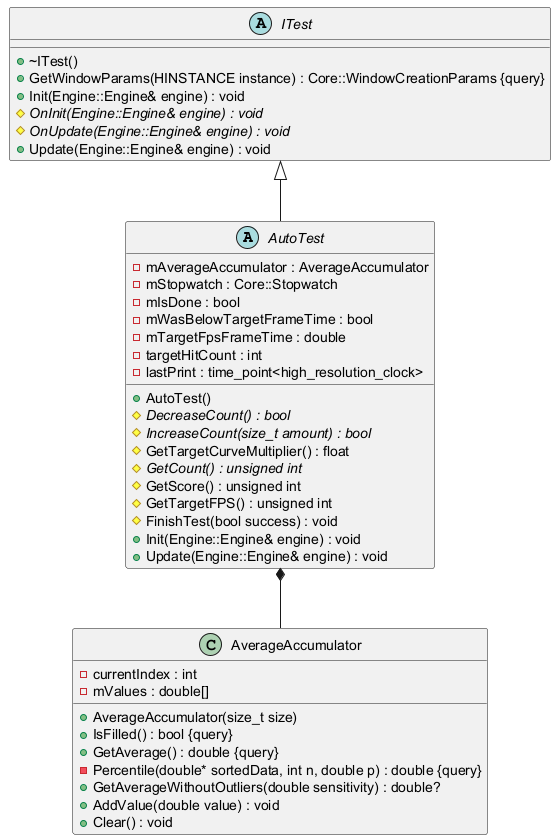 A ITest
~ITest()
GetWindowParams(HINSTANCE instance) : Core::WindowCreationParams {query}
Init(Engine::Engine& engine) : void
OnInit(Engine::Engine& engine) : void
OnUpdate(Engine::Engine& engine) : void
Update(Engine::Engine& engine) : void
A AutoTest
mAverageAccumulator : AverageAccumulator
mStopwatch : Core::Stopwatch
mIsDone : bool
mWasBelowTargetFrameTime : bool
mTargetFpsFrameTime : double
targetHitCount : int
lastPrint : time_point<high_resolution_clock>
AutoTest()
DecreaseCount() : bool
IncreaseCount(size_t amount) : bool
GetTargetCurveMultiplier() : float
GetCount() : unsigned int
GetScore() : unsigned int
GetTargetFPS() : unsigned int
FinishTest(bool success) : void
Init(Engine::Engine& engine) : void
Update(Engine::Engine& engine) : void
C AverageAccumulator
currentIndex : int
mValues : double[]
AverageAccumulator(size_t size)
IsFilled() : bool {query}
GetAverage() : double {query}
Percentile(double* sortedData, int n, double p) : double {query}
GetAverageWithoutOutliers(double sensitivity) : double?
AddValue(double value) : void
Clear() : void